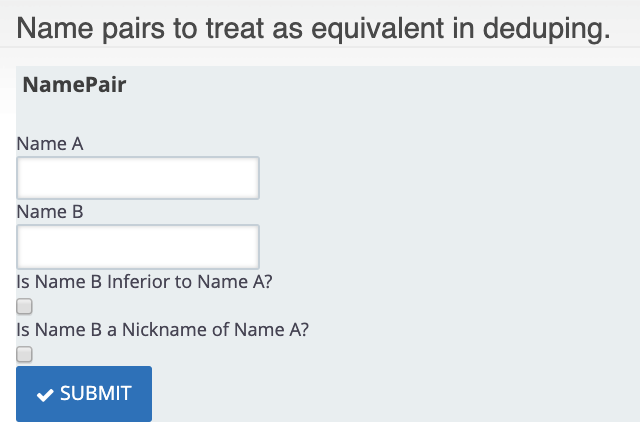 Name pairs to treat as equivalent in deduping.
NamePair
Name A
Name B
Is Name B Inferior to Name A?
Is Name B a Nickname of Name A?
SUBMIT